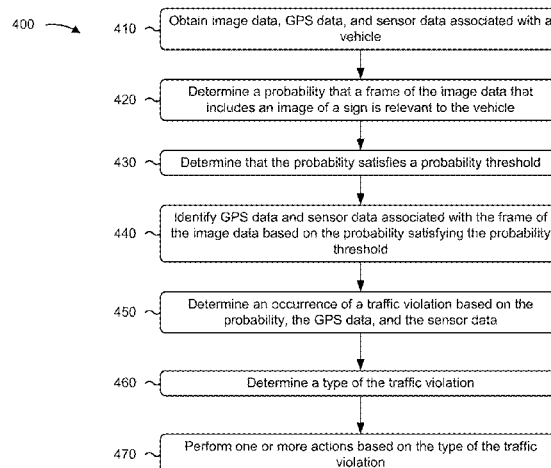 400
410
Obtain image data, GPS data, and sensor data associated with a
vehicle
420
Determine a probability that a frame of the image data that
includes an image of a sign is relevant to the vehicle
430
Determine that the probability satisfies a probability threshold
440
Identify GPS data and sensor data associated with the frame of
the image data based on the probability satisfying the probability
threshold
450
Determine an occurrence of a traffic violation based on the
probability, the GPS data, and the sensor data
460
Determine a type of the traffic violation
470
Perform one or more actions based on the type of the traffic
violation